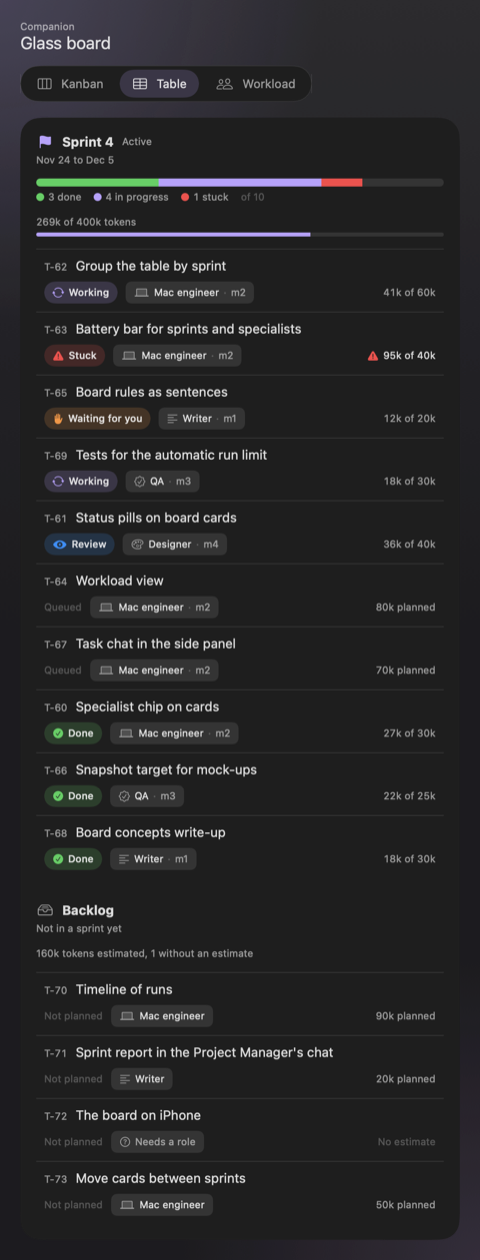 Companion
Glass board
Kanban Table Workload
Sprint 4 Active
Nov 24 to Dec 5
3 done 4 in progress 1 stuck of 10
269k of 400k tokens
T-62 Group the table by sprint
Working Mac engineer · m2 41k of 60k
T-63 Battery bar for sprints and specialists
Stuck Mac engineer · m2 95k of 40k
T-65 Board rules as sentences
Waiting for you Writer · m1 12k of 20k
T-69 Tests for the automatic run limit
Working QA · m3 18k of 30k
T-61 Status pills on board cards
Review Designer · m4 36k of 40k
T-64 Workload view
Queued Mac engineer · m2 80k planned
T-67 Task chat in the side panel
Queued Mac engineer · m2 70k planned
T-60 Specialist chip on cards
Done Mac engineer · m2 27k of 30k
T-66 Snapshot target for mock-ups
Done QA · m3 22k of 25k
T-68 Board concepts write-up
Done Writer · m1 18k of 30k
Backlog
Not in a sprint yet
160k tokens estimated, 1 without an estimate
T-70 Timeline of runs
Not planned Mac engineer 90k planned
T-71 Sprint report in the Project Manager's chat
Not planned Writer 20k planned
T-72 The board on iPhone
Not planned Needs a role No estimate
T-73 Move cards between sprints
Not planned Mac engineer 50k planned